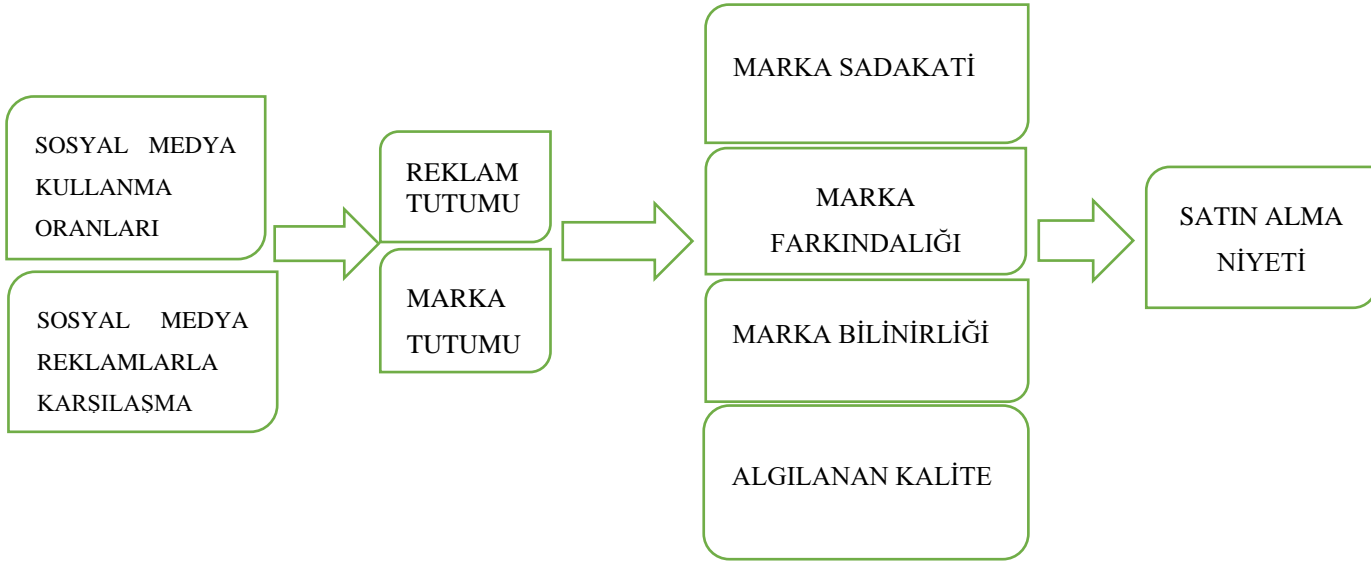 SOSYAL MEDYA
KULLANMA
ORANLARI
SOSYAL MEDYA
REKLAMLARLA
KARŞILAŞMA
REKLAM
TUTUMU
MARKA
TUTUMU
MARKA SADAKATİ
MARKA
FARKINDALIĞI
MARKA BİLİNİRLİĞİ
ALGILANAN KALİTE
SATIN ALMA
NİYETİ